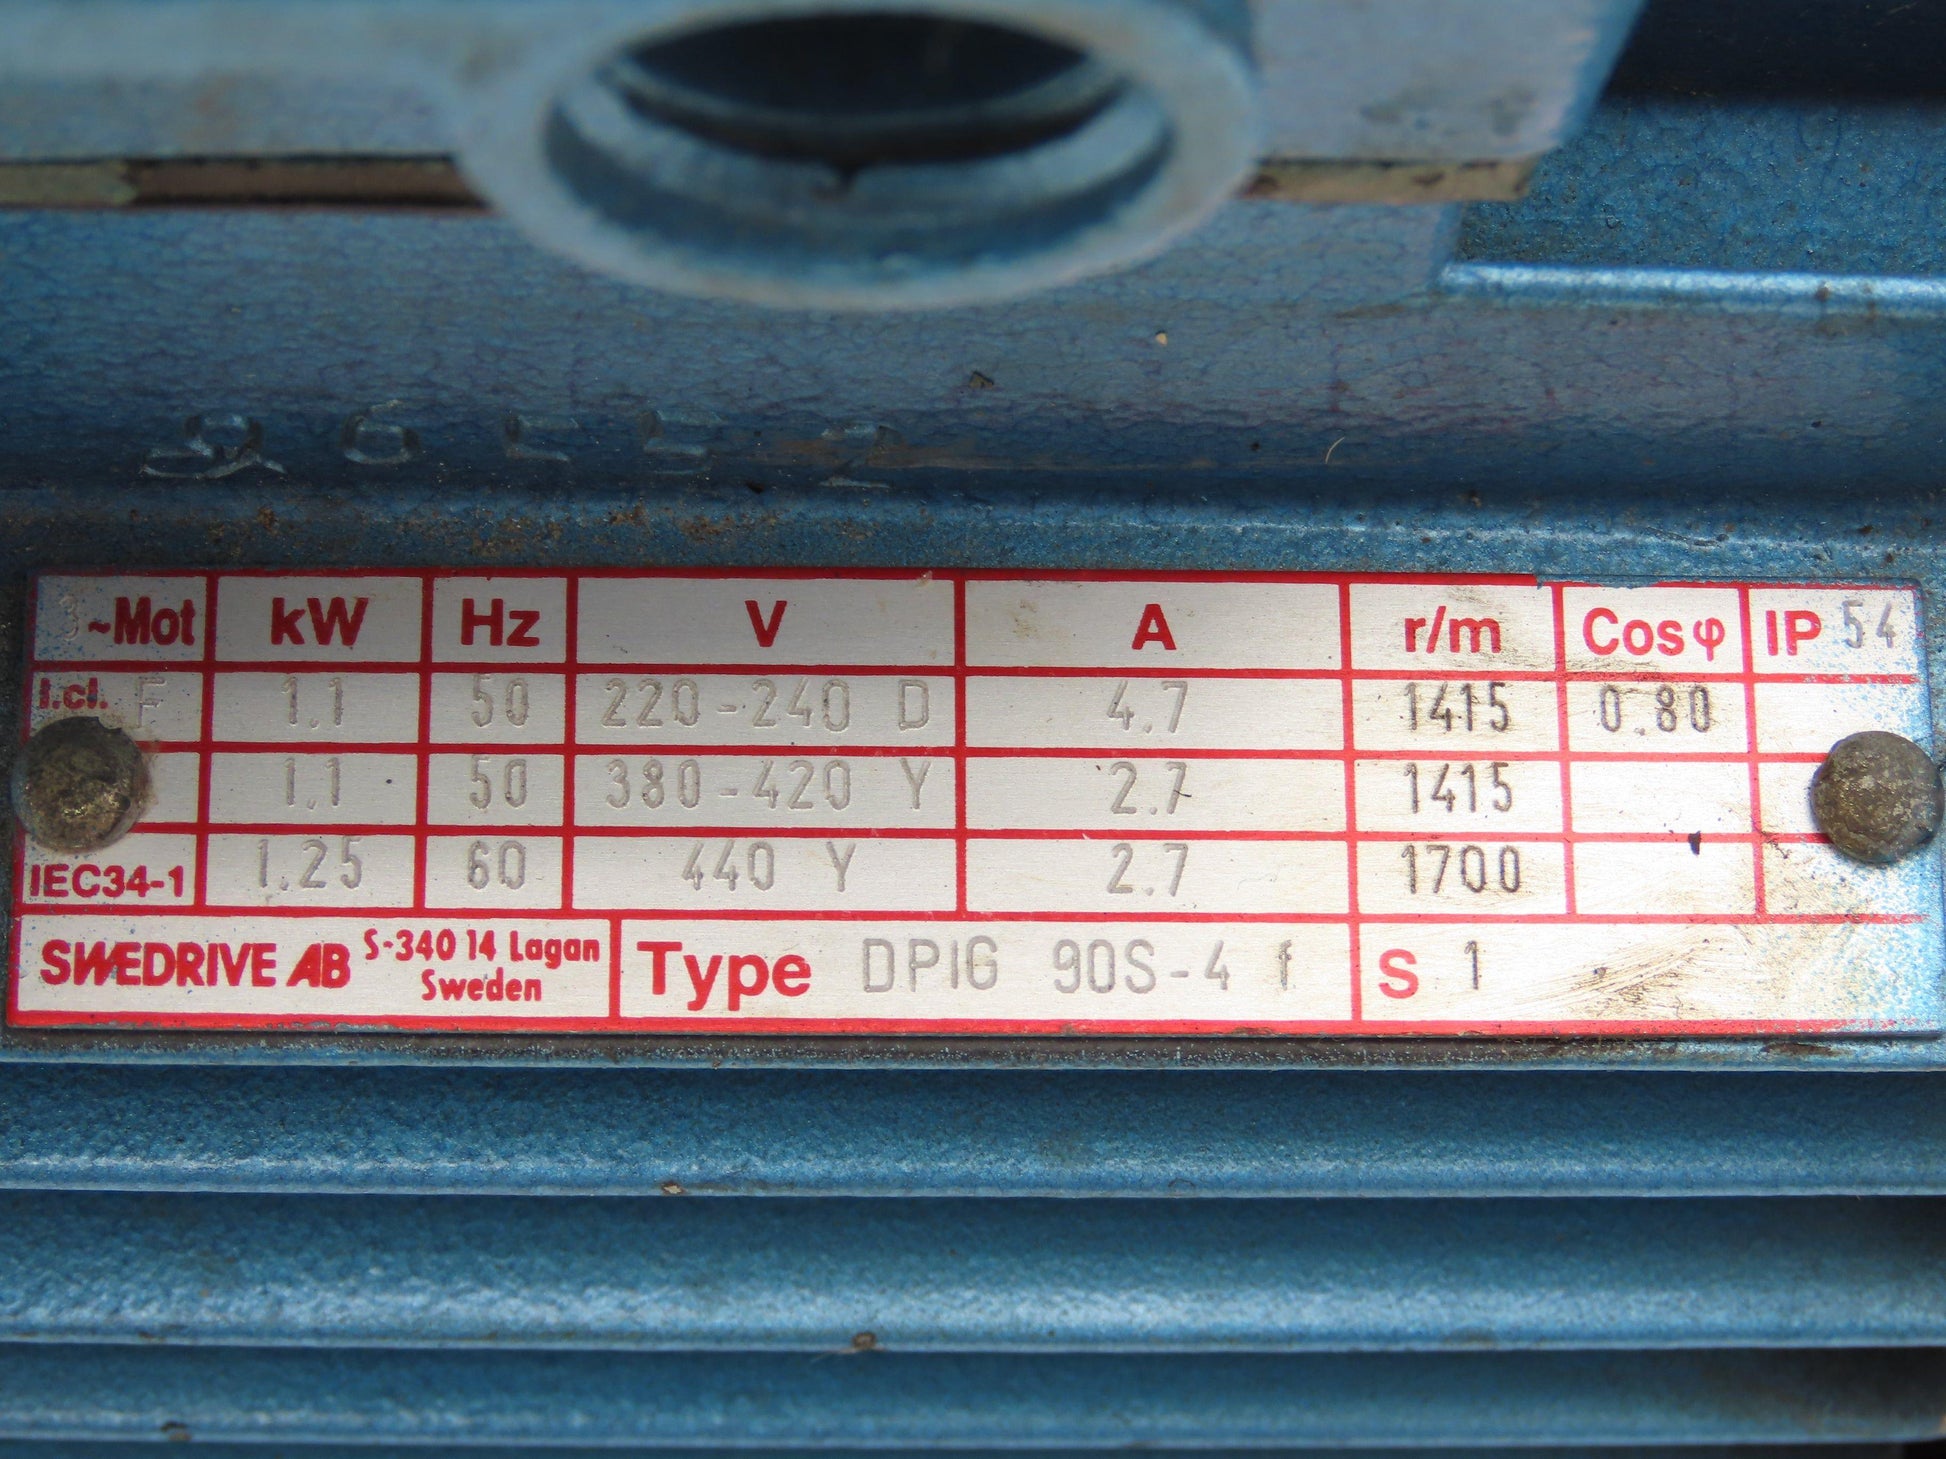 3 ~Mot kW Hz V A r/m Cosφ IP 54
I.cl. F 1.1 50 220-240 D 4.7 1415 0.80
1.1 50 380-420 Y 2.7 1415
IEC34-1 1.25 60 440 Y 2.7 1700
SWEDRIVE AB S-340 14 Lagan
Sweden
Type DPIG 90S-4 f S 1